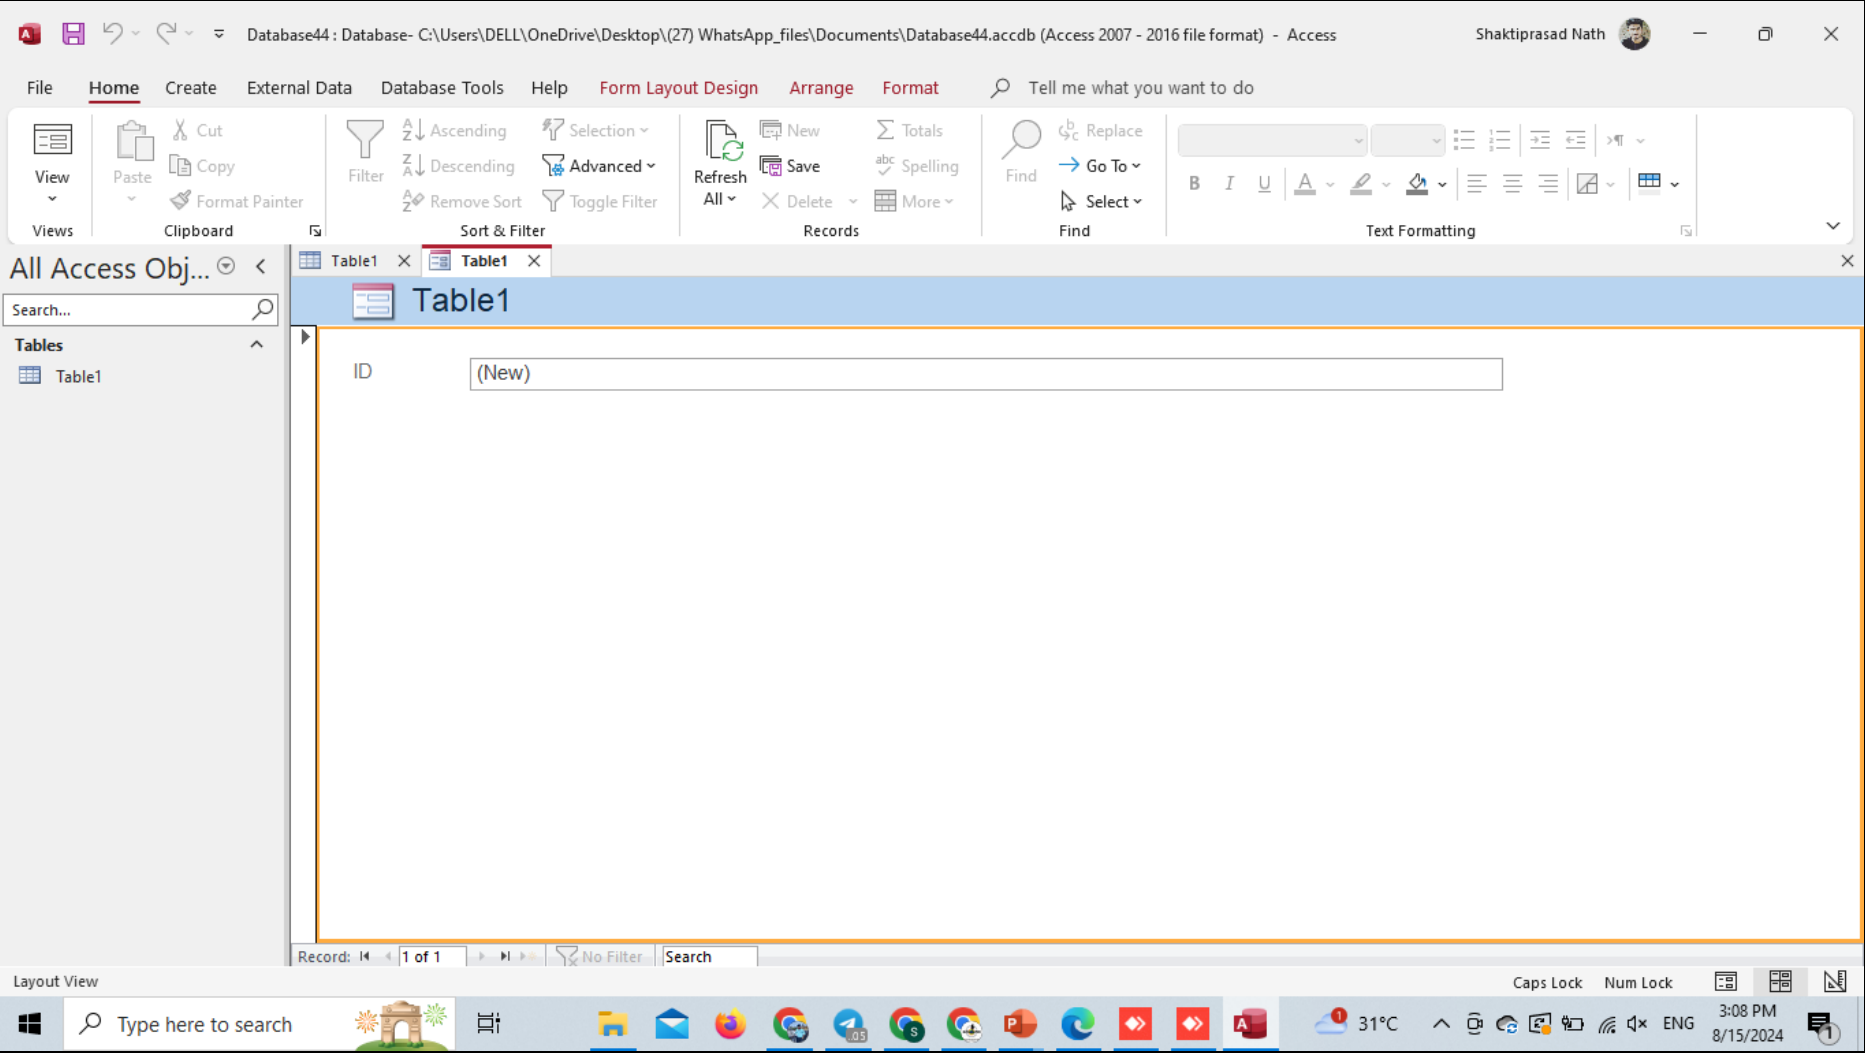 Database44 : Database- C:\Users\DELL\OneDrive\Desktop\(27) WhatsApp_files\Documents\Database44.accdb (Access 2007 - 2016 file format) - Access
Shaktiprasad Nath
File Home Create External Data Database Tools Help Form Layout Design Arrange Format Tell me what you want to do
View
Views
Paste
Cut
Copy
Format Painter
Clipboard
Filter
Ascending
Descending
Remove Sort
Selection
Advanced
Toggle Filter
Sort & Filter
Refresh
All
New
Save
Delete
Totals
Spelling
More
Records
Find
Replace
Go To
Select
Find
B I U A
Text Formatting
All Access Obj...
Search...
Tables
Table1
Table1 Table1
Table1
ID (New)
Record: 1 of 1 No Filter Search
Layout View
Caps Lock Num Lock
Type here to search
.05
S
1
31°C
ENG
3:08 PM
8/15/2024
1